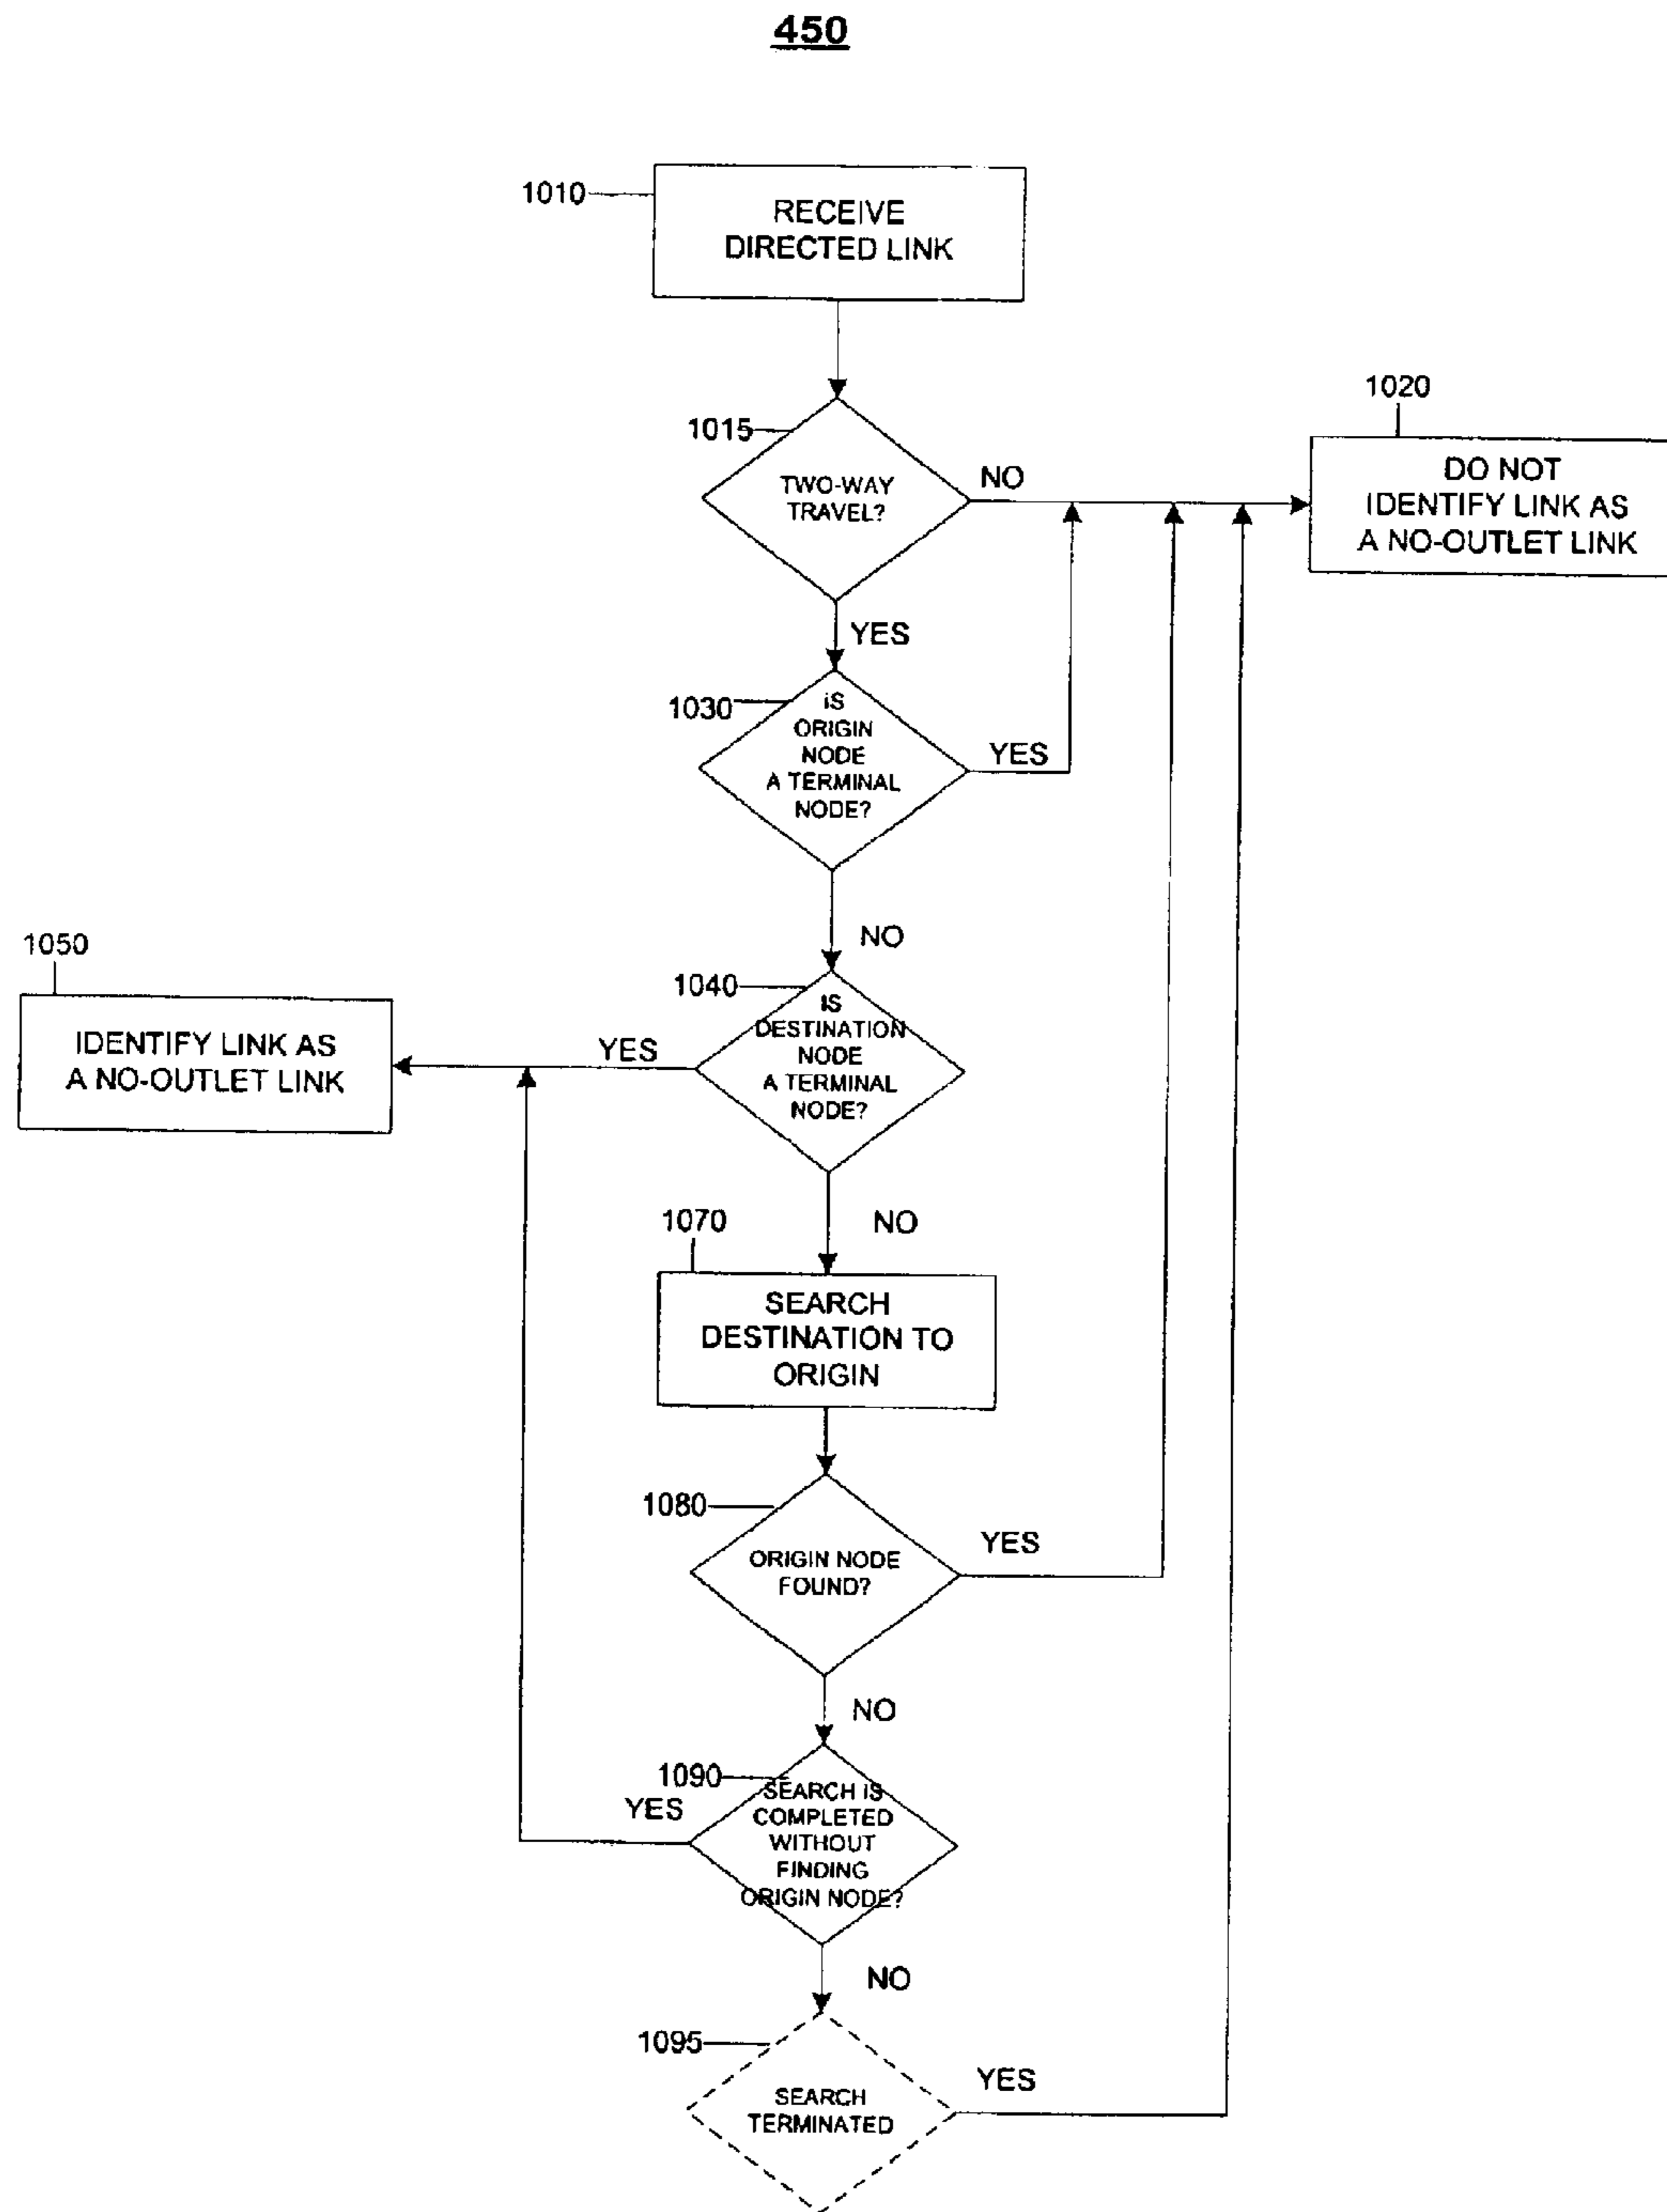 450
1010
RECEIVE
DIRECTED LINK
1020
1015
TWO-WAY
TRAVEL?
NO
DO NOT
IDENTIFY LINK AS
A NO-OUTLET LINK
YES
1030
iS
ORIGIN
NODE
A TERMINAL
NODE?
YES
NO
1050
1040
IS
DESTINATION
NODE
A TERMINAL
NODE?
YES
IDENTIFY LINK AS
A NO-OUTLET LINK
NO
1070
SEARCH
DESTINATION TO
ORIGIN
1080
ORIGIN NODE
FOUND?
YES
NO
1090
SEARCH IS
COMPLETED
WITHOUT
FINDING
ORIGIN NODE?
YES
NO
1095
SEARCH
TERMINATED
YES